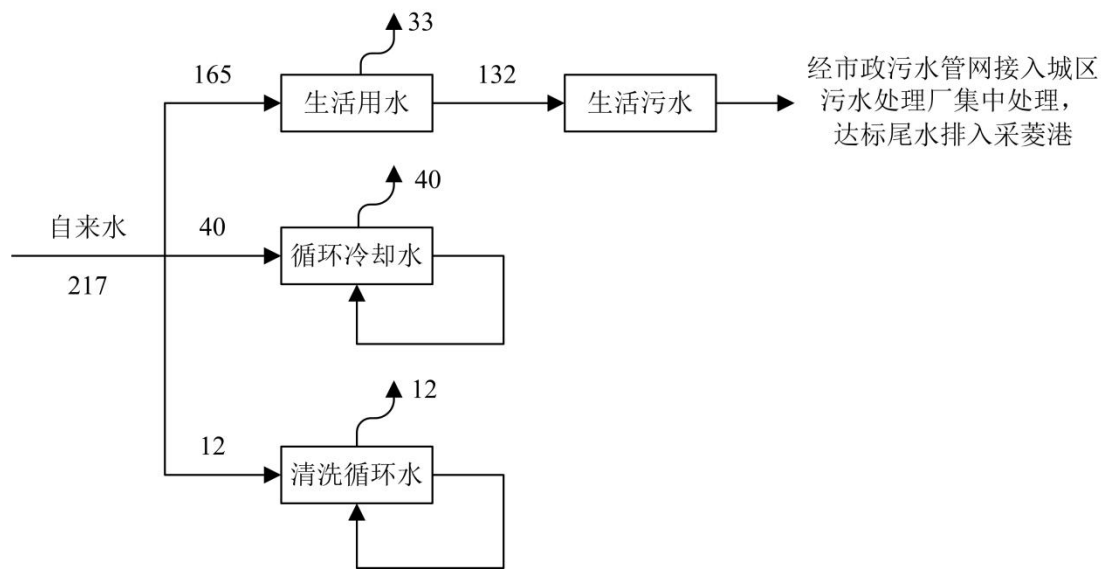 33
165
生活用水
132
生活污水
经市政污水管网接入城区
污水处理厂集中处理，
达标尾水排入采菱港
40
自来水
40
循环冷却水
217
12
12
清洗循环水